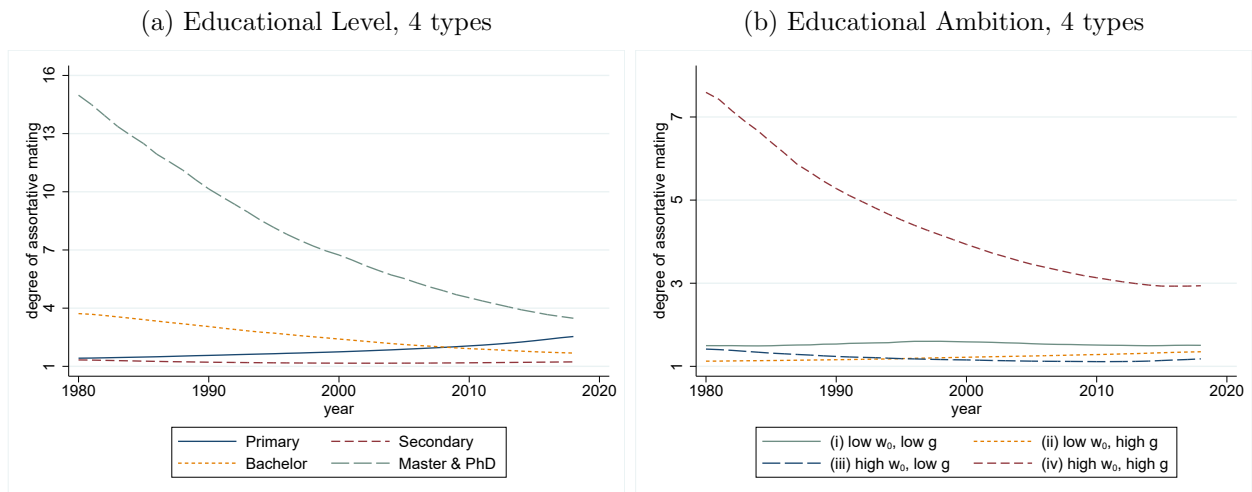 (a) Educational Level, 4 types
degree of assortative mating
16
13
10
7
4
1
1980 1990 2000 2010 2020
year
Primary Secondary
Bachelor Master & PhD
(b) Educational Ambition, 4 types
degree of assortative mating
7
5
3
1
1980 1990 2000 2010 2020
year
(i) low w₀, low g (ii) low w₀, high g
(iii) high w₀, low g (iv) high w₀, high g